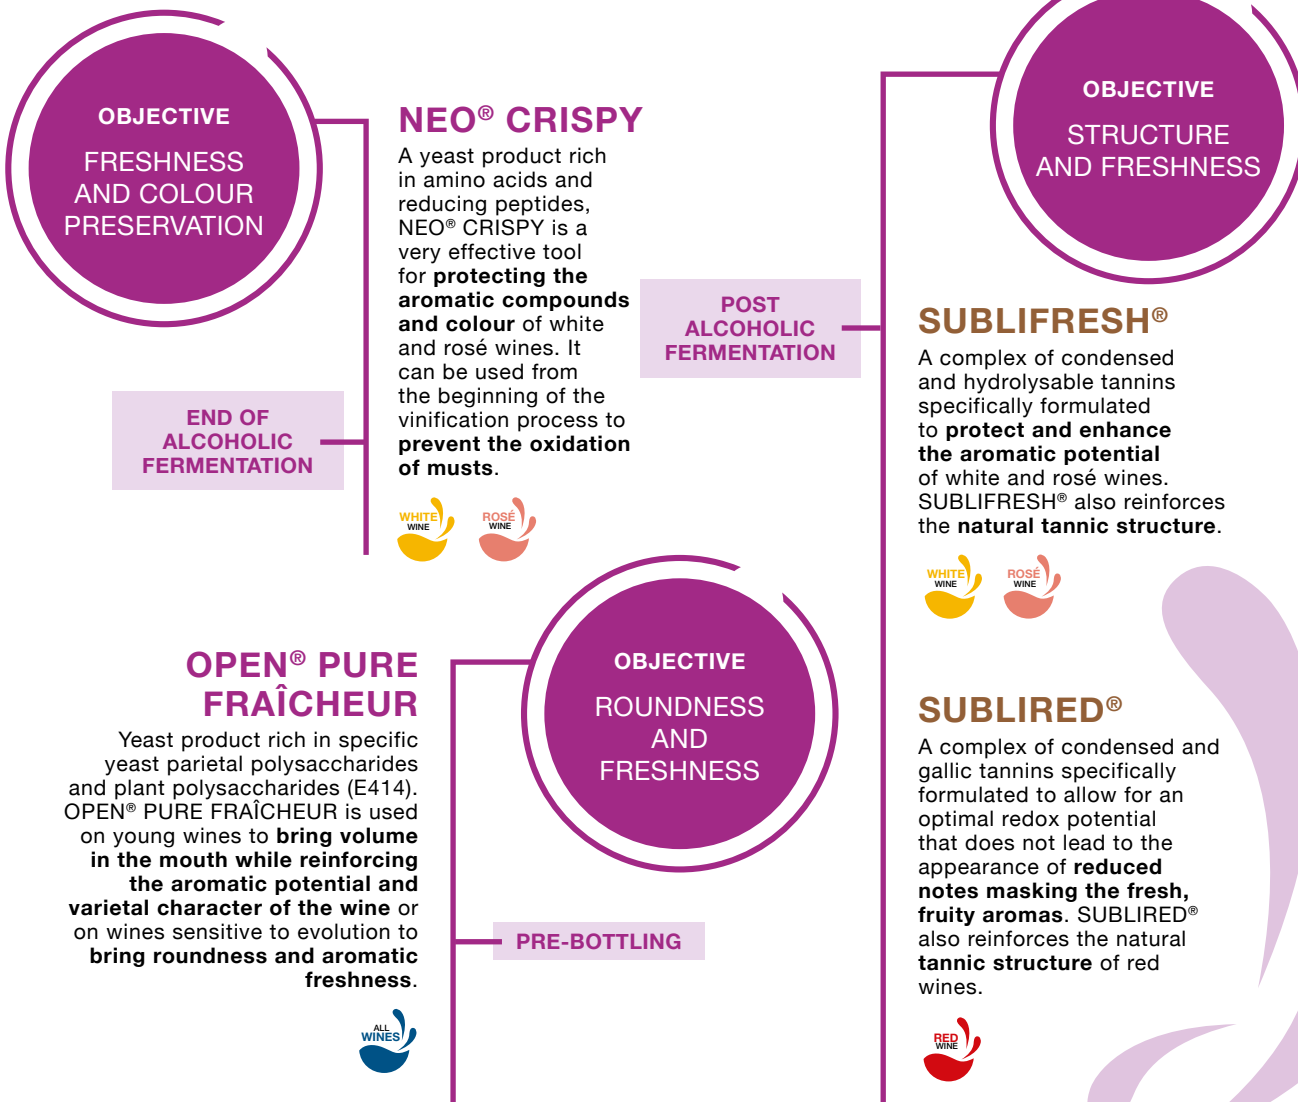 OBJECTIVE
FRESHNESS
AND COLOUR
PRESERVATION
END OF
ALCOHOLIC
FERMENTATION
NEO® CRISPY
A yeast product rich
in amino acids and
reducing peptides,
NEO® CRISPY is a
very effective tool
for protecting the
aromatic compounds
and colour of white
and rosé wines. It
can be used from
the beginning of the
vinification process to
prevent the oxidation
of musts.
WHITE
WINE
ROSÉ
WINE
OBJECTIVE
STRUCTURE
AND FRESHNESS
POST
ALCOHOLIC
FERMENTATION
SUBLIFRESH®
A complex of condensed
and hydrolysable tannins
specifically formulated
to protect and enhance
the aromatic potential
of white and rosé wines.
SUBLIFRESH® also reinforces
the natural tannic structure.
WHITE
WINE
ROSÉ
WINE
OPEN® PURE
FRAÎCHEUR
Yeast product rich in specific
yeast parietal polysaccharides
and plant polysaccharides (E414).
OPEN® PURE FRAÎCHEUR is used
on young wines to bring volume
in the mouth while reinforcing
the aromatic potential and
varietal character of the wine or
on wines sensitive to evolution to
bring roundness and aromatic
freshness.
ALL
WINES
OBJECTIVE
ROUNDNESS
AND
FRESHNESS
PRE-BOTTLING
SUBLIRED®
A complex of condensed and
gallic tannins specifically
formulated to allow for an
optimal redox potential
that does not lead to the
appearance of reduced
notes masking the fresh,
fruity aromas. SUBLIRED®
also reinforces the natural
tannic structure of red
wines.
RED
WINE